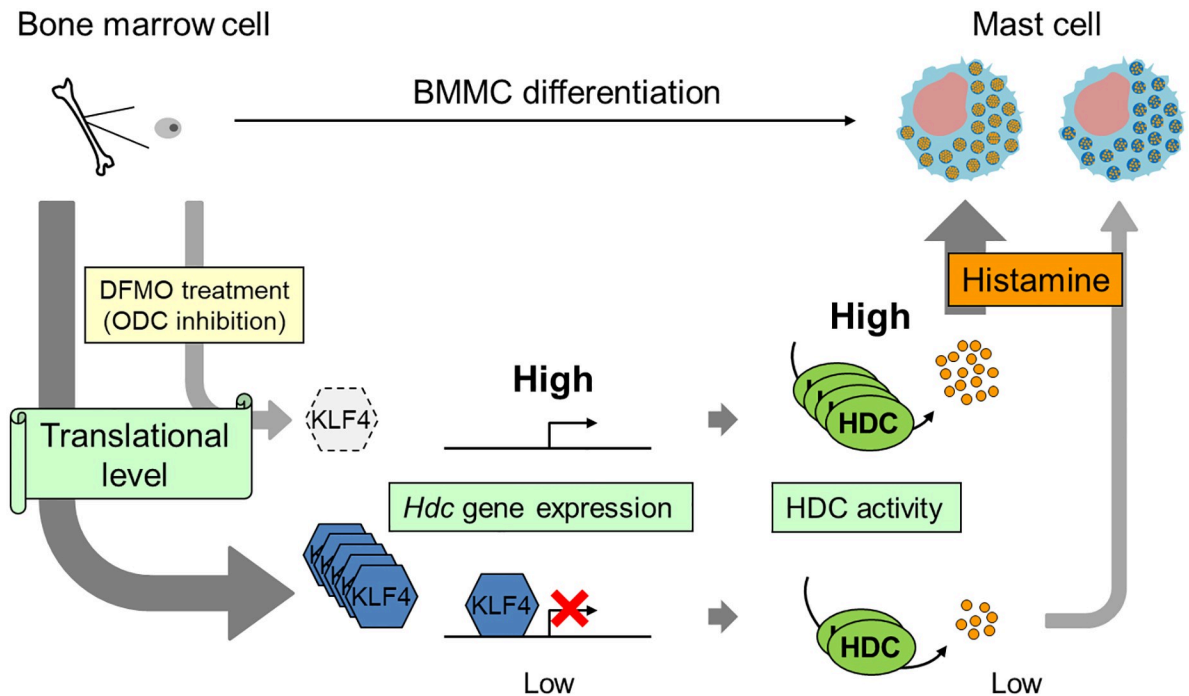 Bone marrow cell
Mast cell
BMMC differentiation
DFMO treatment
(ODC inhibition)
Histamine
High
High
KLF4
HDC
Translational
level
Hdc gene expression
HDC activity
KLF4
KLF4
HDC
Low
Low